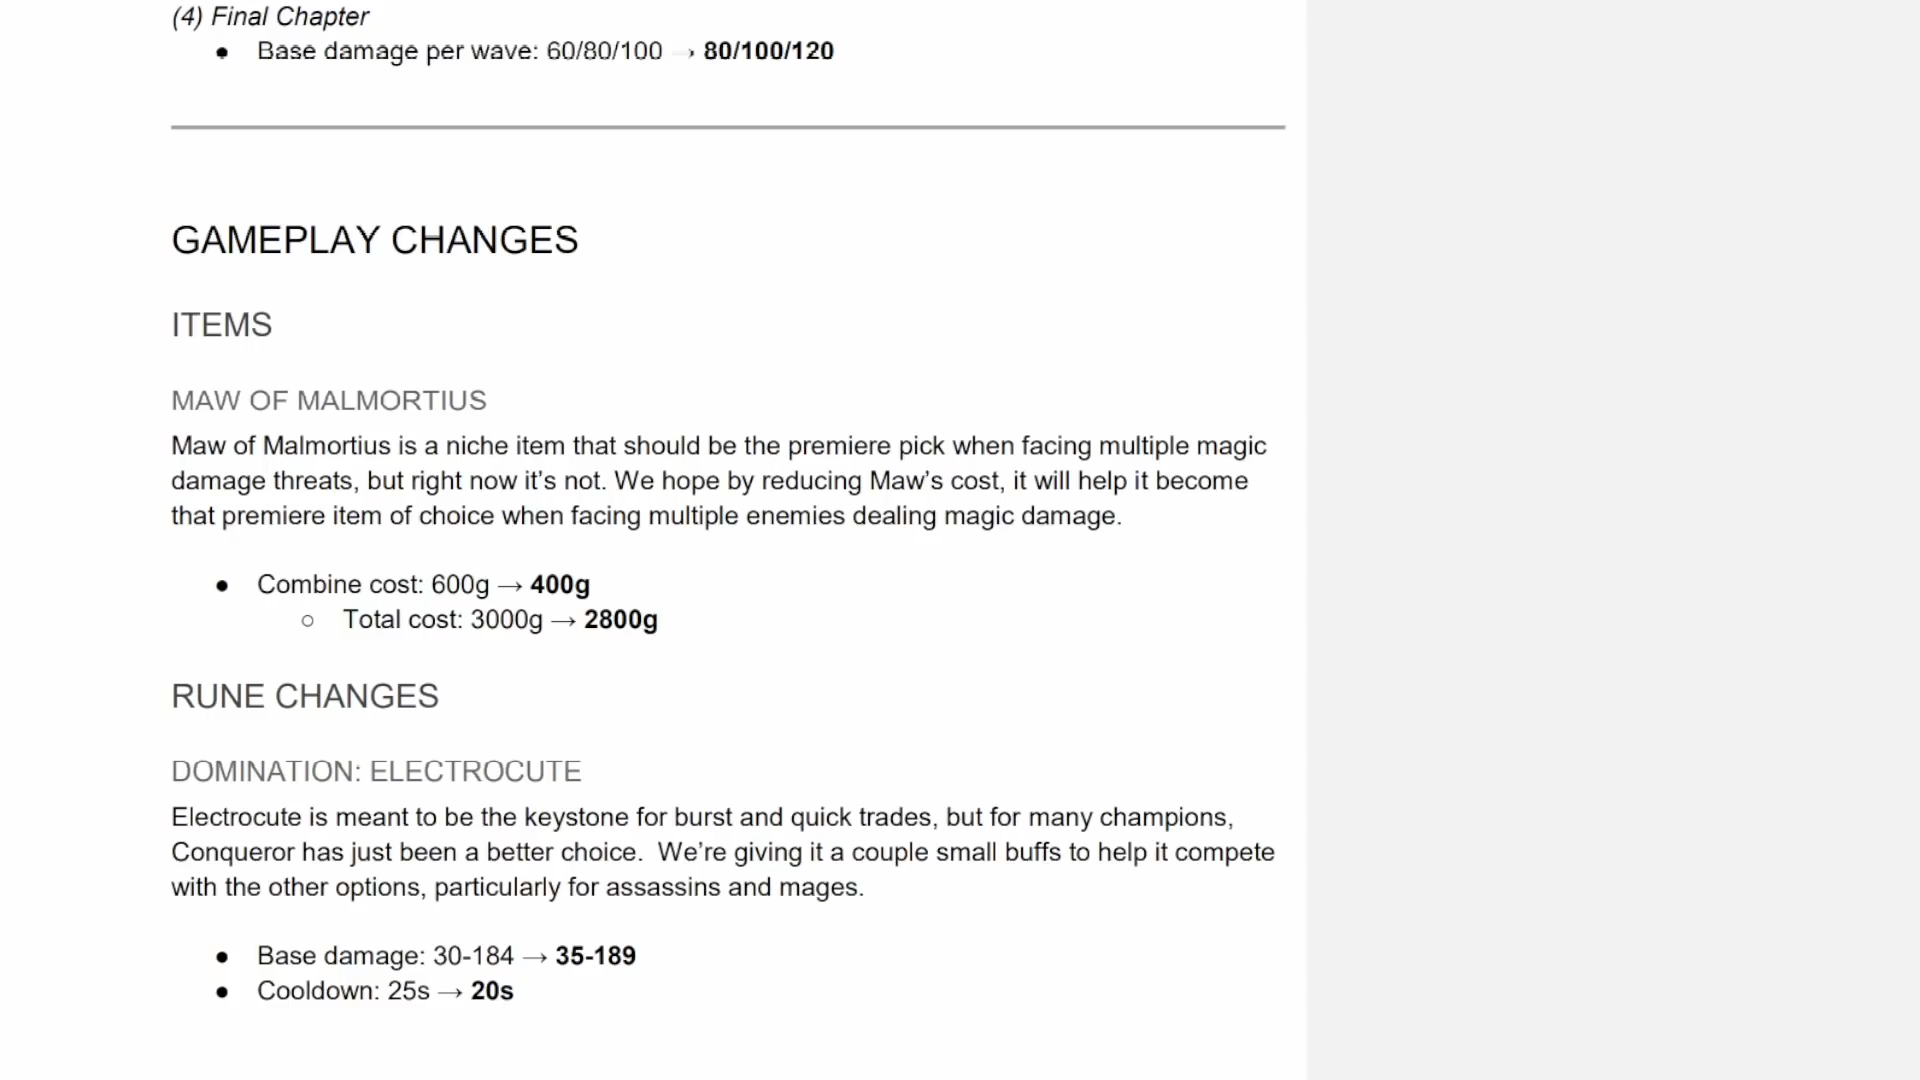 (4) Final Chapter
● Base damage per wave: 60/80/100 → 80/100/120
GAMEPLAY CHANGES
ITEMS
MAW OF MALMORTIUS
Maw of Malmortius is a niche item that should be the premiere pick when facing multiple magic
damage threats, but right now it’s not. We hope by reducing Maw’s cost, it will help it become
that premiere item of choice when facing multiple enemies dealing magic damage.
● Combine cost: 600g → 400g
○ Total cost: 3000g → 2800g
RUNE CHANGES
DOMINATION: ELECTROCUTE
Electrocute is meant to be the keystone for burst and quick trades, but for many champions,
Conqueror has just been a better choice.  We’re giving it a couple small buffs to help it compete
with the other options, particularly for assassins and mages.
● Base damage: 30-184 → 35-189
● Cooldown: 25s → 20s